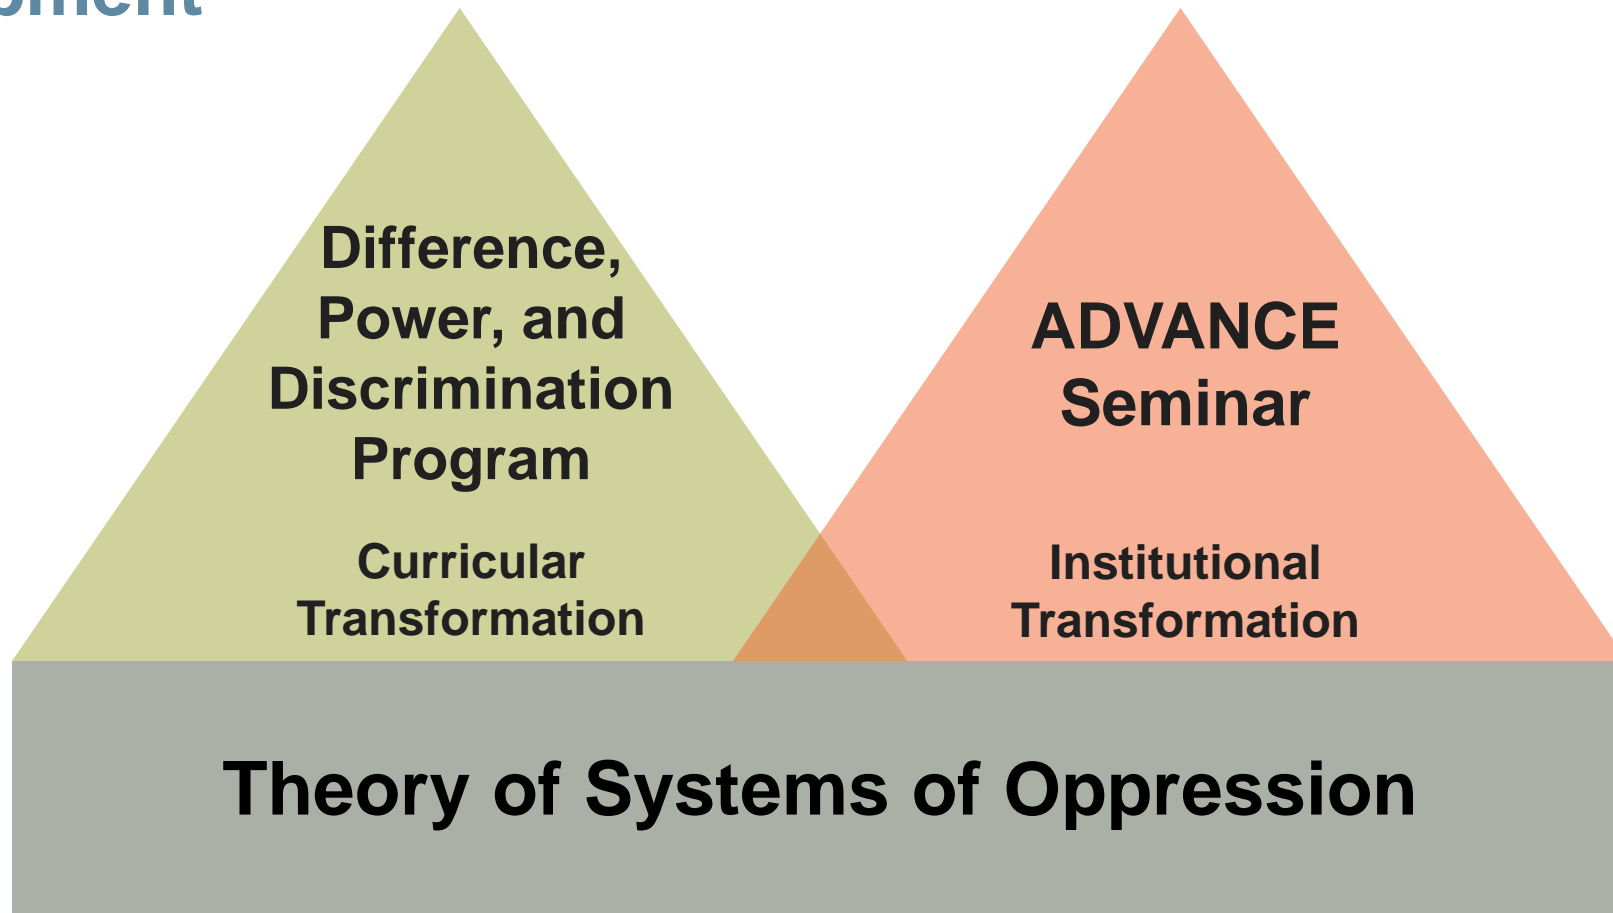 Difference,
Power, and
Discrimination
Program
Curricular
Transformation
ADVANCE
Seminar
Institutional
Transformation
Theory of Systems of Oppression